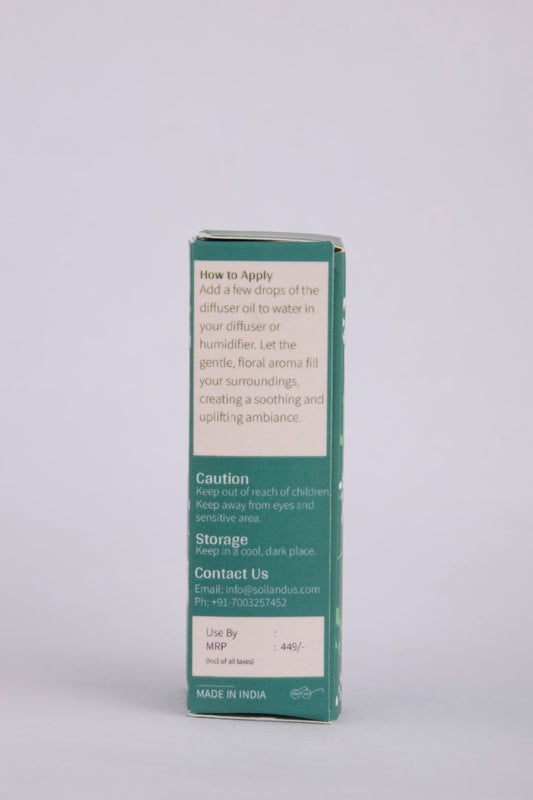 How to Apply
Add a few drops of the
diffuser oil to water in
your diffuser or
humidifier. Let the
gentle, floral aroma fill
your surroundings,
creating a soothing and
uplifting ambiance.
Caution
Keep out of reach of children.
Keep away from eyes and
sensitive area.
Storage
Keep in a cool, dark place.
Contact Us
Email: info@soilandus.com
Ph: +91-7003257452
Use By :
MRP : 449/-
(Incl of all taxes)
MADE IN INDIA